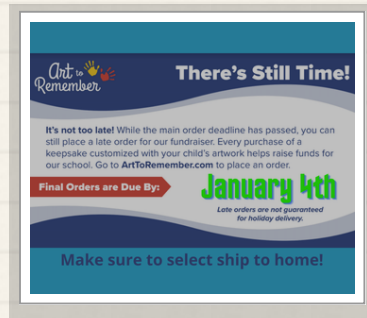 Art to
Remember
There's Still Time!
It's not too late! While the main order deadline has passed, you can
still place a late order for our fundraiser. Every purchase of a
keepsake customized with your child's artwork helps raise funds for
our school. Go to ArtToRemember.com to place an order.
Final Orders are Due By:
January 4th
Late orders are not guaranteed
for holiday delivery.
Make sure to select ship to home!